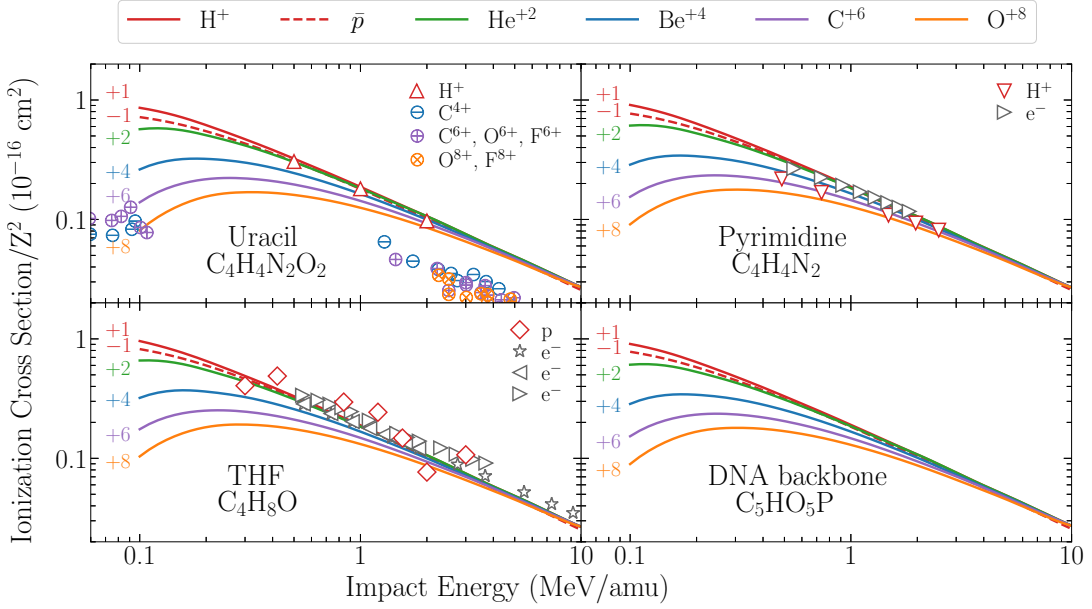 H⁺ p̄ He⁺² Be⁺⁴ C⁺⁶ O⁺⁸
Ionization Cross Section/Z² (10⁻¹⁶ cm²)
1
0.1
+1
-1
+2
+4
+6
+8
H⁺
C⁴⁺
C⁶⁺, O⁶⁺, F⁶⁺
O⁸⁺, F⁸⁺
Uracil
C₄H₄N₂O₂
+1
-1
+2
+4
+6
+8
H⁺
e⁻
Pyrimidine
C₄H₄N₂
1
0.1
+1
-1
+2
+4
+6
+8
p
e⁻
e⁻
e⁻
THF
C₄H₈O
0.1 1 10
+1
-1
+2
+4
+6
+8
DNA backbone
C₅HO₅P
0.1 1 10
Impact Energy (MeV/amu)